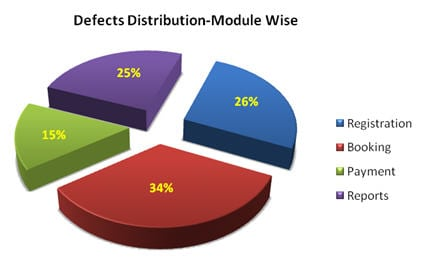 Defects Distribution-Module Wise
25%
26%
15%
34%
Registration
Booking
Payment
Reports